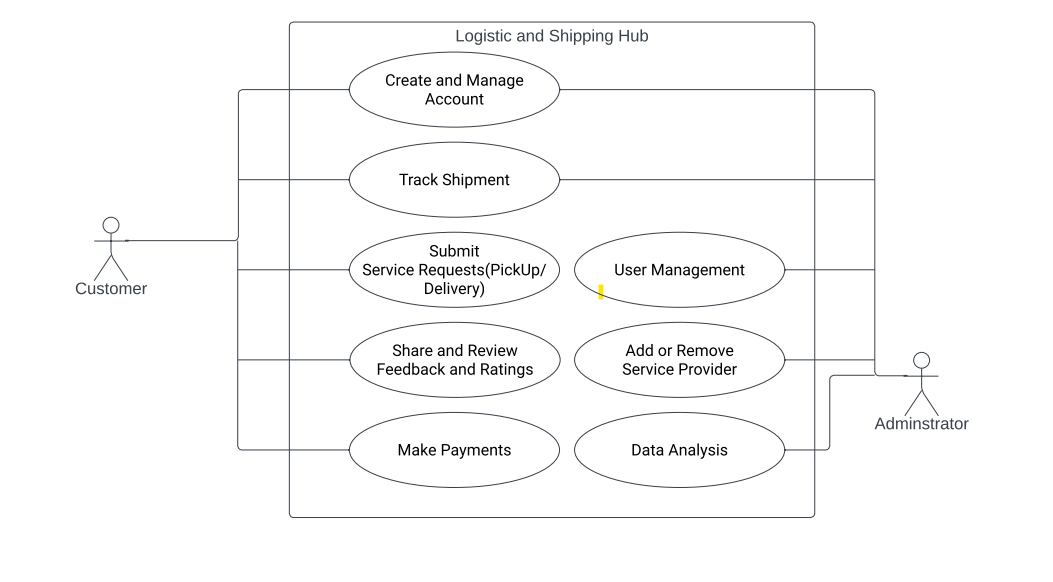 Logistic and Shipping Hub
Create and Manage
Account
Track Shipment
Submit
Service Requests(PickUp/
Delivery)
User Management
Customer
Share and Review
Feedback and Ratings
Add or Remove
Service Provider
Adminstrator
Make Payments
Data Analysis